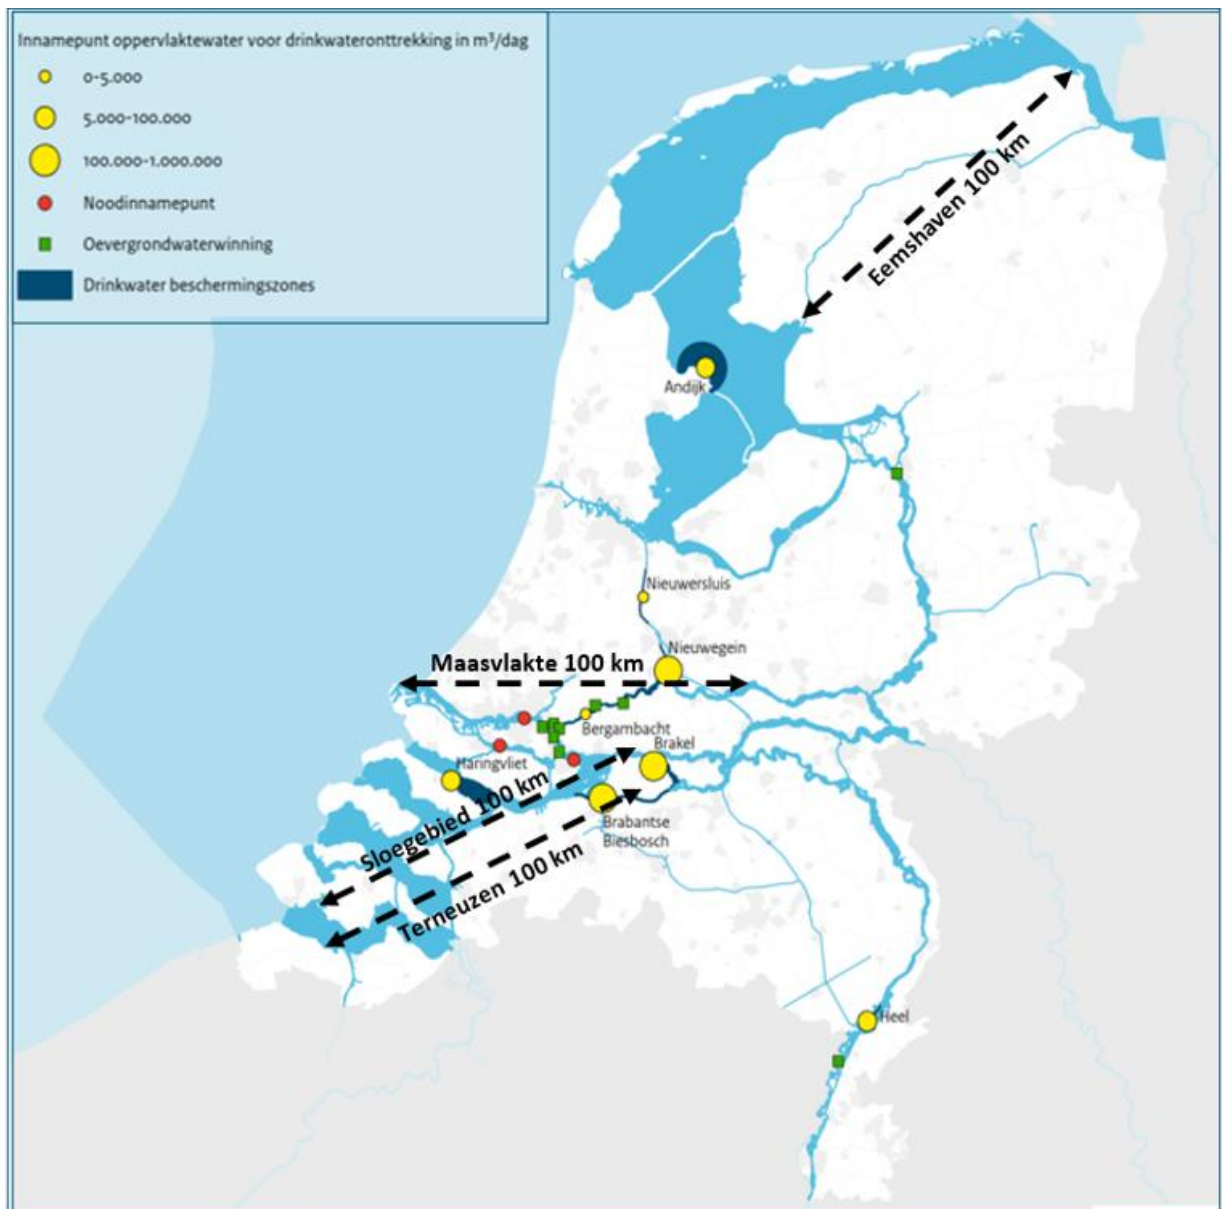 Innamepunt oppervlaktewater voor drinkwateronttrekking in m³/dag
0-5.000
5.000-100.000
100.000-1.000.000
Noodinnamepunt
Oevergrondwaterwinning
Drinkwater beschermingszones
Eemshaven 100 km
Andijk
Nieuwersluis
Nieuwegein
Maasvlakte 100 km
Bergambacht
Brakel
Haringvliet
Sloegebied 100 km
Brabantse
Biesbosch
Terneuzen 100 km
Heel